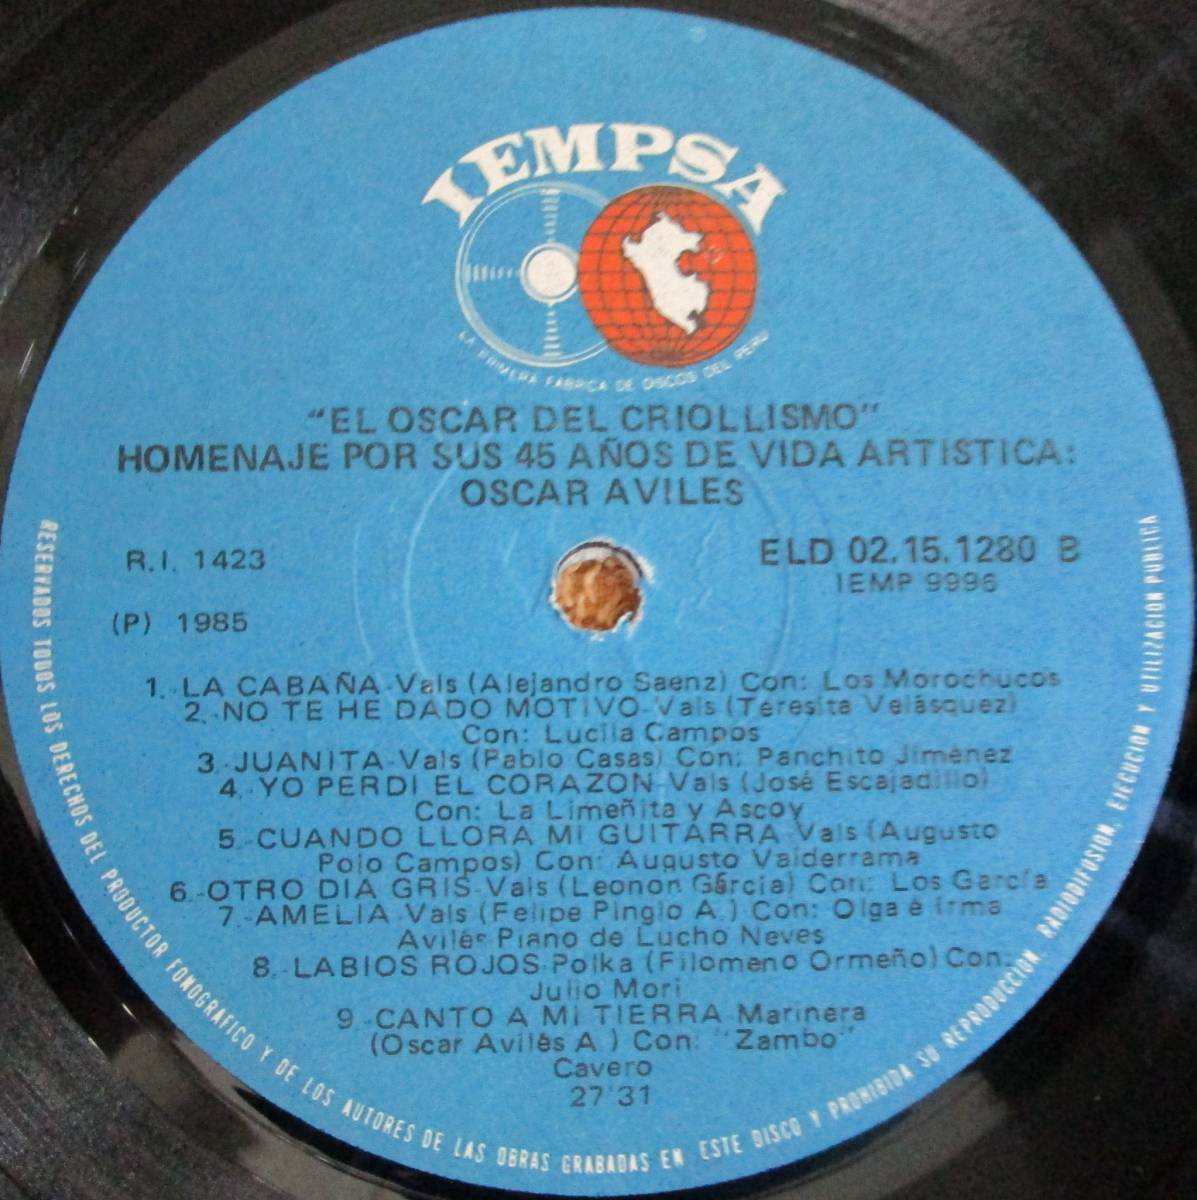 IEMPSA
LA PRIMERA FABRICA DE DISCOS DEL PERU
"EL OSCAR DEL CRIOLLISMO"
HOMENAJE POR SUS 45 AÑOS DE VIDA ARTISTICA:
OSCAR AVILES
R.I. 1423
ELD 02.15.1280 B
IEMP 9996
(P) 1985
1.-LA CABAÑA-Vals (Alejandro Saenz) Con: Los Morochucos
2.-NO TE HE DADO MOTIVO-Vals (Teresita Velásquez)
Con: Lucila Campos
3.-JUANITA-Vals (Pablo Casas) Con: Panchito Jiménez
4.-YO PERDI EL CORAZON-Vals (José Escajadillo)
Con: La Limeñita y Ascoy
5.-CUANDO LLORA MI GUITARRA-Vals (Augusto
Polo Campos) Con: Augusto Valderrama
6.-OTRO DIA GRIS-Vals (Leonon García) Con: Los García
7.-AMELIA-Vals (Felipe Pinglo A.) Con: Olga é Irma
Avilés-Piano de Lucho Neves
8.-LABIOS ROJOS-Polka (Filomeno Ormeño) Con:
Julio Mori
9.-CANTO A MI TIERRA-Marinera
(Oscar Avilés A.) Con: "Zambo"
Cavero
27'31
RESERVADOS TODOS LOS DERECHOS DEL PRODUCTOR FONOGRAFICO Y DE LOS AUTORES DE LAS OBRAS GRABADAS EN ESTE DISCO Y PROHIBIDA SU REPRODUCCION, RADIODIFUSION, EJECUCION Y UTILIZACION PUBLICA